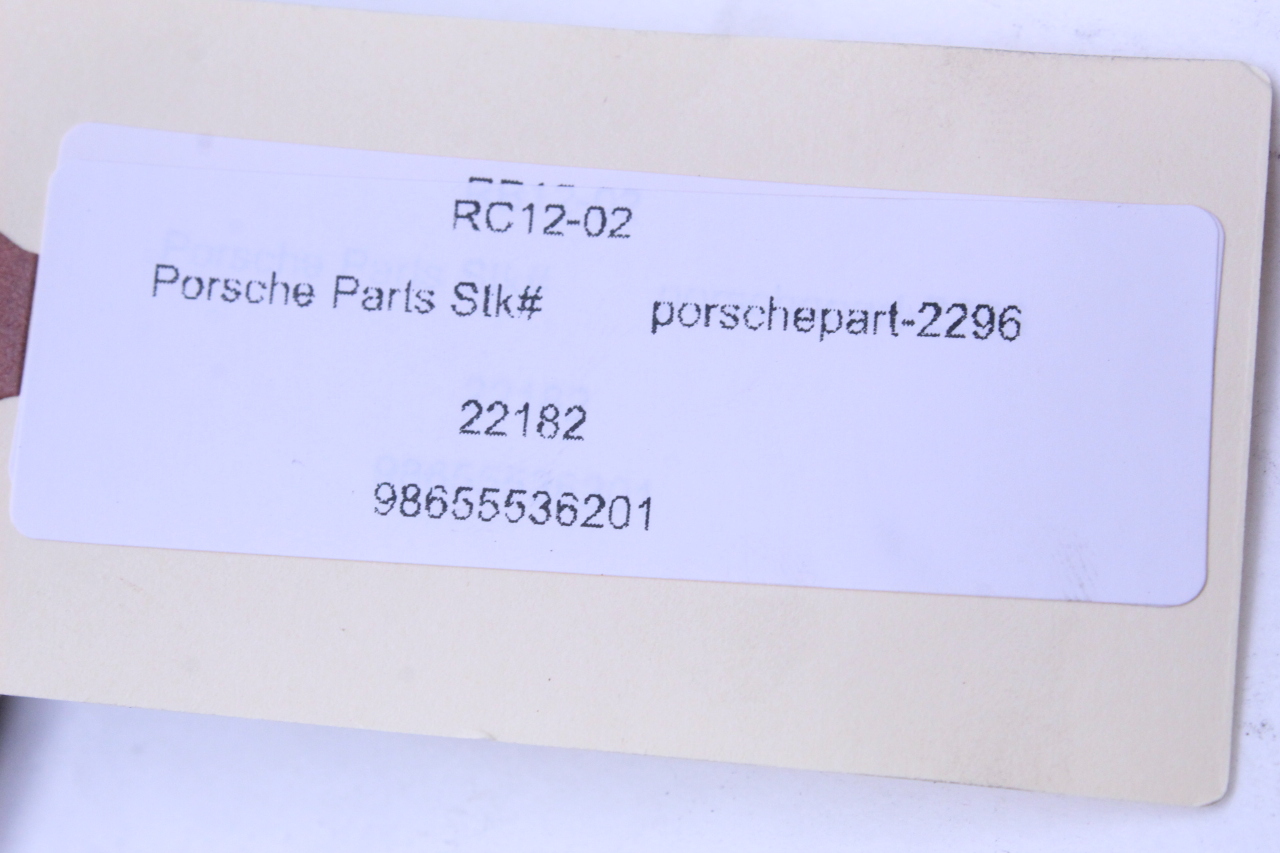 RC12-02
Porsche Parts Stk# porschepart-2296
22182
98655536201